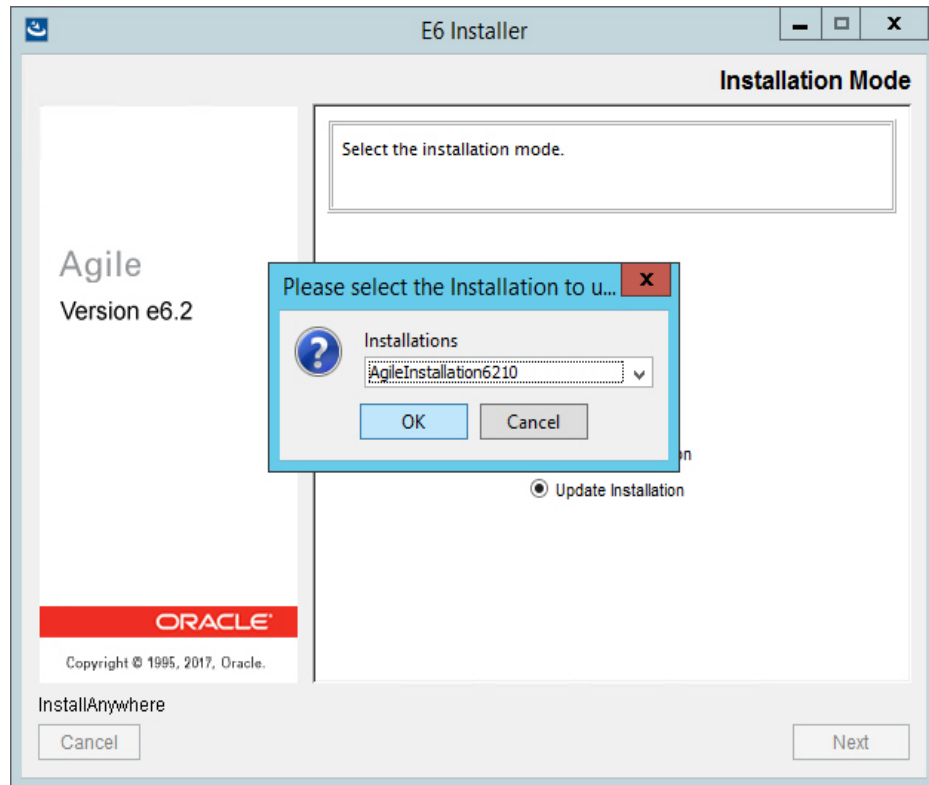 E6 Installer
Installation Mode
Select the installation mode.
Agile
Version e6.2
Please select the Installation to u...
Installations
AgileInstallation6210
OK
Cancel
Update Installation
ORACLE
Copyright © 1995, 2017, Oracle.
InstallAnywhere
Cancel
Next